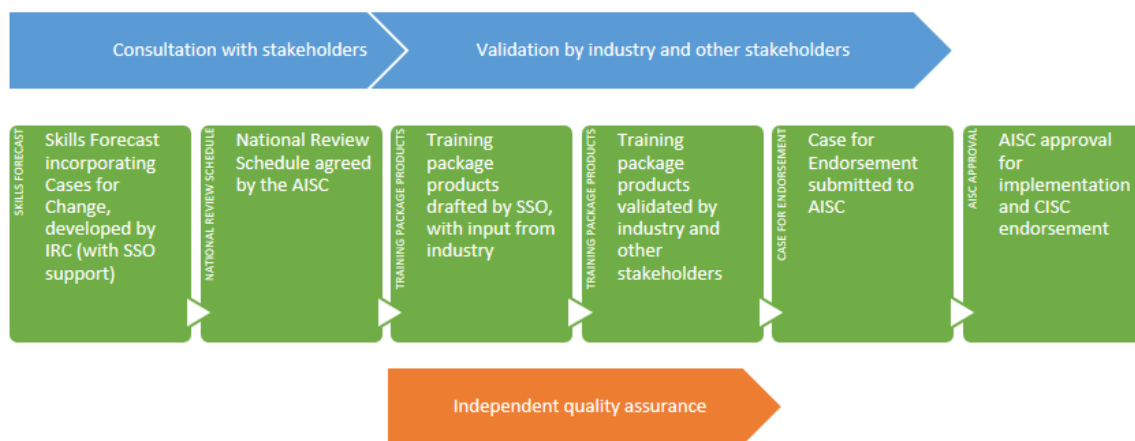 Consultation with stakeholders
Validation by industry and other stakeholders
SKILLS FORECAST
Skills Forecast
incorporating
Cases for
Change,
developed by
IRC (with SSO
support)
NATIONAL REVIEW SCHEDULE
National Review
Schedule agreed
by the AISC
TRAINING PACKAGE PRODUCTS
Training
package
products
drafted by SSO,
with input from
industry
TRAINING PACKAGE PRODUCTS
Training
package
products
validated by
industry and
other
stakeholders
CASE FOR ENDORSEMENT
Case for
Endorsement
submitted to
AISC
AISC APPROVAL
AISC approval
for
implementation
and CISC
endorsement
Independent quality assurance